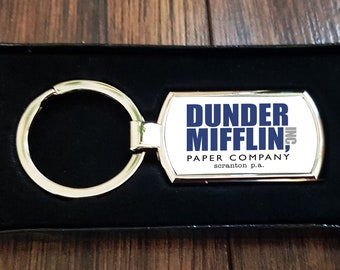 DUNDER
MIFFLIN, INC
PAPER COMPANY
scranton p.a.